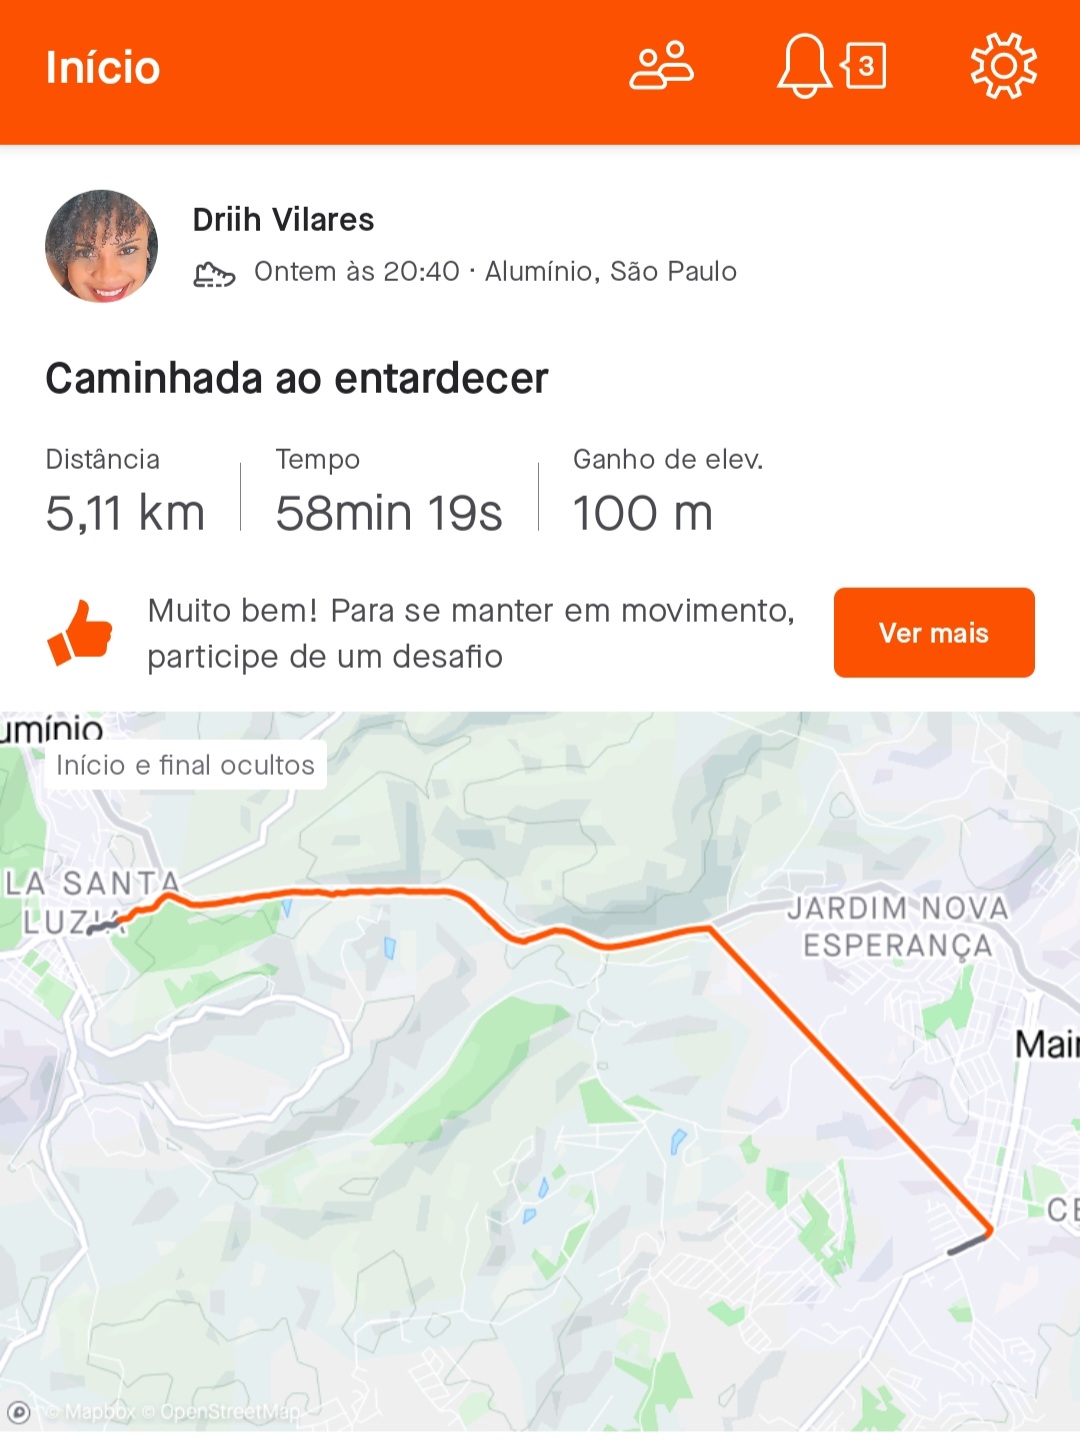 Início
3
Driih Vilares
Ontem às 20:40 · Alumínio, São Paulo
Caminhada ao entardecer
Distância
Tempo
Ganho de elev.
5,11 km
58min 19s
100 m
Muito bem! Para se manter em movimento,
participe de um desafio
Ver mais
umínio
Início e final ocultos
LA SANTA
LUZ
JARDIM NOVA
ESPERANÇA
Mair
CE
© Mapbox © OpenStreetMap